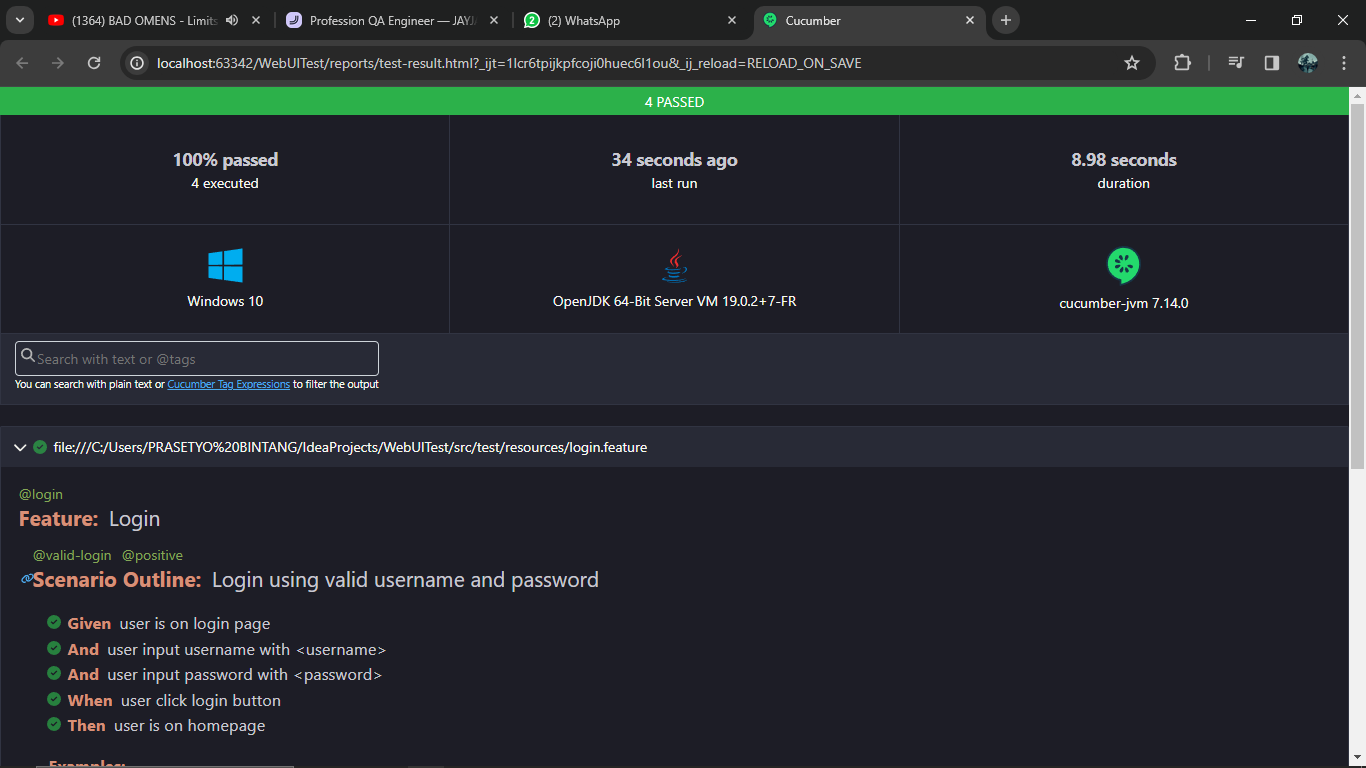 (1364) BAD OMENS - Limits
Profession QA Engineer — JAYJA
2 (2) WhatsApp
Cucumber
localhost:63342/WebUITest/reports/test-result.html?_ijt=1lcr6tpijkpfcoji0huec6l1ou&_ij_reload=RELOAD_ON_SAVE
4 PASSED
100% passed
4 executed
34 seconds ago
last run
8.98 seconds
duration
Windows 10
OpenJDK 64-Bit Server VM 19.0.2+7-FR
cucumber-jvm 7.14.0
Search with text or @tags
You can search with plain text or Cucumber Tag Expressions to filter the output
file:///C:/Users/PRASETYO%20BINTANG/IdeaProjects/WebUITest/src/test/resources/login.feature
@login
Feature: Login
@valid-login @positive
Scenario Outline: Login using valid username and password
Given user is on login page
And user input username with <username>
And user input password with <password>
When user click login button
Then user is on homepage
Examples: